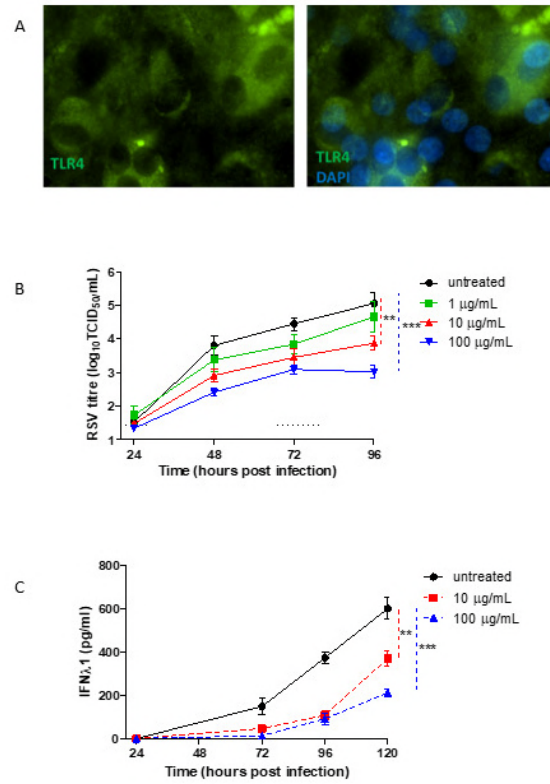 A
TLR4
TLR4
DAPI
B
RSV titre (log₁₀TCID₅₀/mL)
6
5
4
3
2
1
24
48
72
96
Time (hours post infection)
untreated
1 µg/mL
10 µg/mL
100 µg/mL
**
***
C
IFNλ.1 (pg/ml)
800
600
400
200
0
24
48
72
96
120
Time (hours post infection)
untreated
10 µg/mL
100 µg/mL
**
***